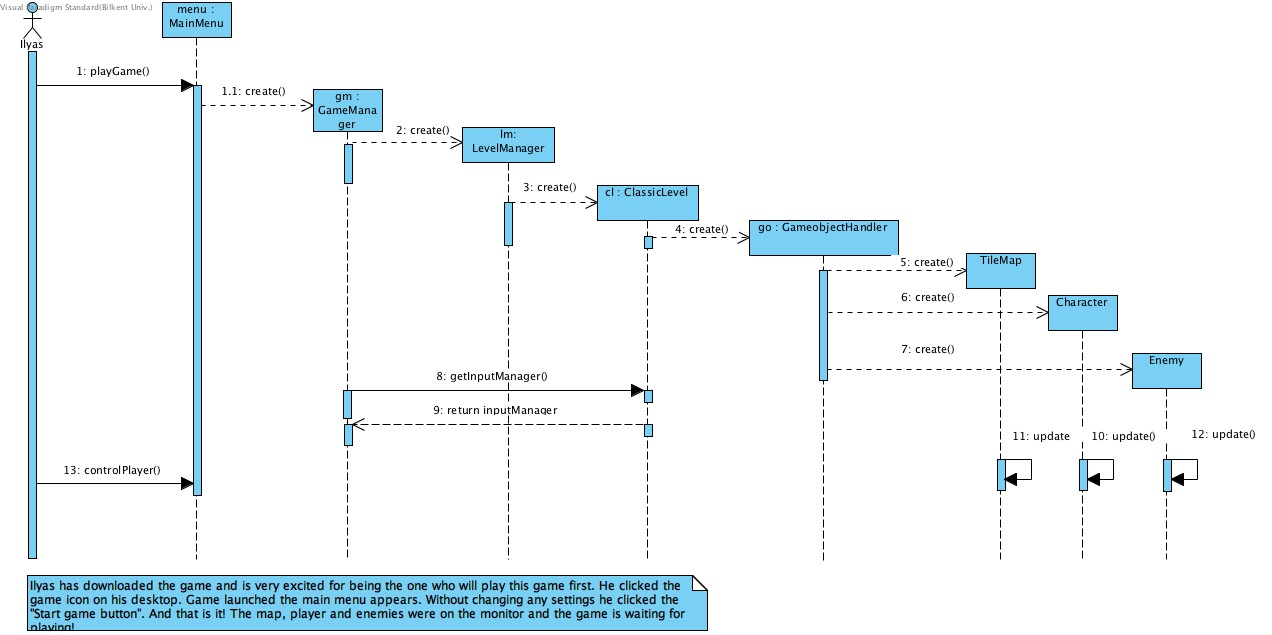 Visual Paradigm Standard(Bilkent Univ.)
Ilyas
menu :
MainMenu
1: playGame()
1.1: create()
gm :
GameMana
ger
2: create()
lm:
LevelManager
3: create()
cl : ClassicLevel
4: create()
go : GameobjectHandler
5: create()
TileMap
6: create()
Character
7: create()
Enemy
8: getInputManager()
9: return inputManager
11: update
10: update()
12: update()
13: controlPlayer()
Ilyas has downloaded the game and is very excited for being the one who will play this game first. He clicked the
game icon on his desktop. Game launched the main menu appears. Without changing any settings he clicked the
"Start game button". And that is it! The map, player and enemies were on the monitor and the game is waiting for
playing!